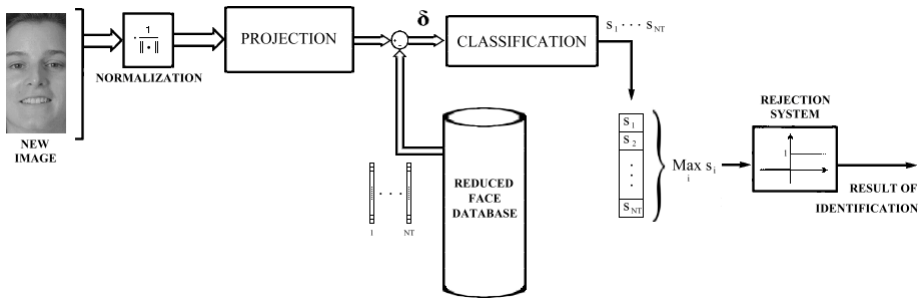 NEW
IMAGE
1
‖ • ‖
NORMALIZATION
PROJECTION
δ
CLASSIFICATION
S1 · · · SNT
REDUCED
FACE
DATABASE
1 · · · NT
S1
S2
SNT
Max si
i
REJECTION
SYSTEM
1
RESULT OF
IDENTIFICATION